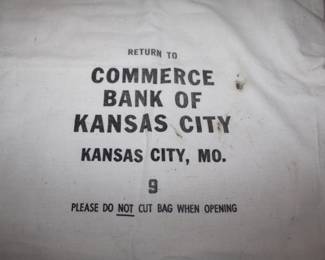 RETURN TO
COMMERCE
BANK OF
KANSAS CITY
KANSAS CITY, MO.
9
PLEASE DO NOT CUT BAG WHEN OPENING